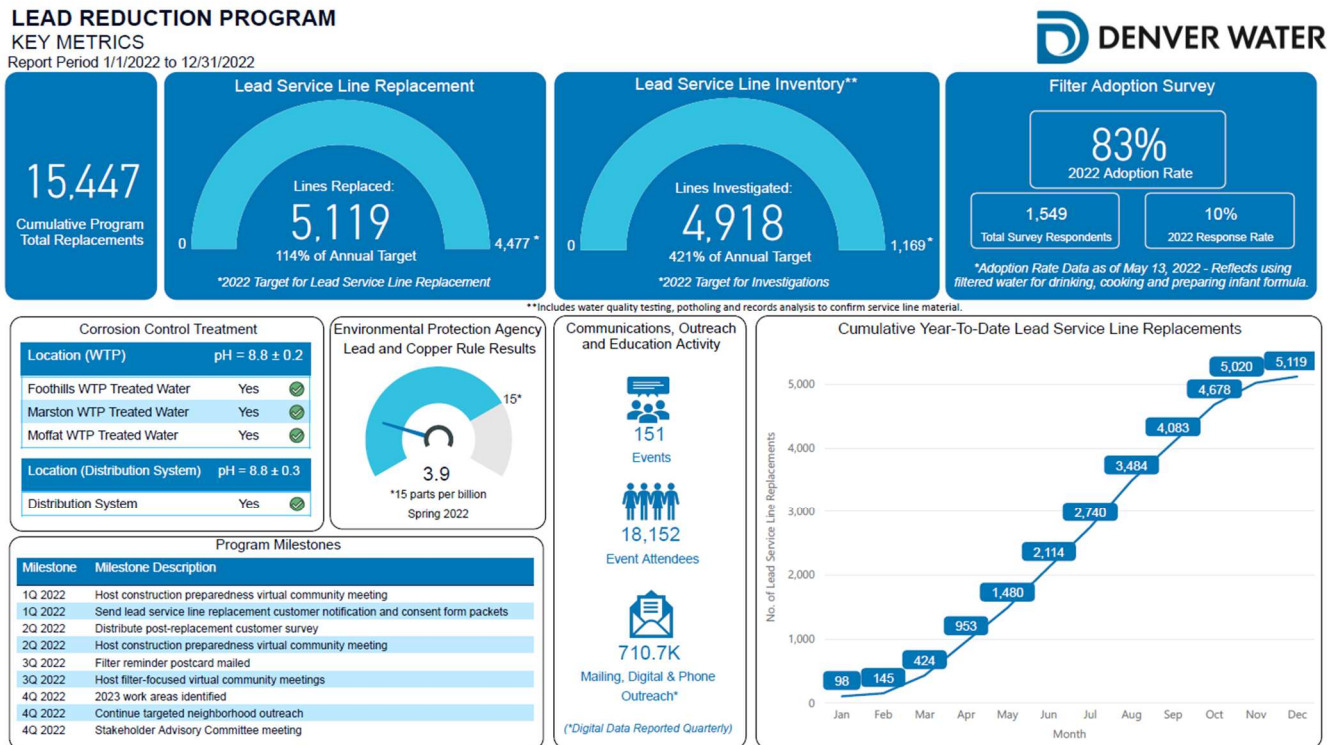 LEAD REDUCTION PROGRAM
KEY METRICS
Report Period 1/1/2022 to 12/31/2022
DENVER WATER
15,447
Cumulative Program
Total Replacements
Lead Service Line Replacement
Lines Replaced:
5,119
0
4,477 *
114% of Annual Target
*2022 Target for Lead Service Line Replacement
Lead Service Line Inventory**
Lines Investigated:
4,918
0
1,169*
421% of Annual Target
*2022 Target for Investigations
Filter Adoption Survey
83%
2022 Adoption Rate
1,549
Total Survey Respondents
10%
2022 Response Rate
*Adoption Rate Data as of May 13, 2022 - Reflects using
filtered water for drinking, cooking and preparing infant formula.
**Includes water quality testing, potholing and records analysis to confirm service line material.
Corrosion Control Treatment
Location (WTP) pH = 8.8 ± 0.2
Foothills WTP Treated Water Yes
Marston WTP Treated Water Yes
Moffat WTP Treated Water Yes
Location (Distribution System) pH = 8.8 ± 0.3
Distribution System Yes
Environmental Protection Agency
Lead and Copper Rule Results
15*
3.9
*15 parts per billion
Spring 2022
Program Milestones
Milestone Milestone Description
1Q 2022 Host construction preparedness virtual community meeting
1Q 2022 Send lead service line replacement customer notification and consent form packets
2Q 2022 Distribute post-replacement customer survey
2Q 2022 Host construction preparedness virtual community meeting
3Q 2022 Filter reminder postcard mailed
3Q 2022 Host filter-focused virtual community meetings
4Q 2022 2023 work areas identified
4Q 2022 Continue targeted neighborhood outreach
4Q 2022 Stakeholder Advisory Committee meeting
Communications, Outreach
and Education Activity
151
Events
18,152
Event Attendees
710.7K
Mailing, Digital & Phone
Outreach*
(*Digital Data Reported Quarterly)
Cumulative Year-To-Date Lead Service Line Replacements
No. of Lead Service Line Replacements
5,000
4,000
3,000
2,000
1,000
0
98
145
424
953
1,480
2,114
2,740
3,484
4,083
4,678
5,020
5,119
Jan Feb Mar Apr May Jun Jul Aug Sep Oct Nov Dec
Month